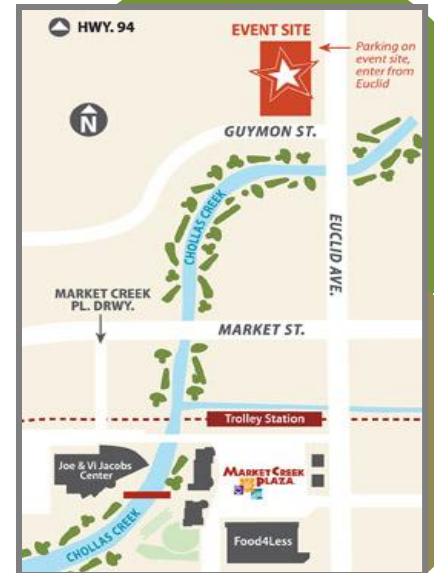 HWY. 94
EVENT SITE
Parking on
event site,
enter from
Euclid
N
GUYMON ST.
CHOLLAS CREEK
EUCLID AVE.
MARKET CREEK
PL. DRWY.
MARKET ST.
Trolley Station
Joe & Vi Jacobs
Center
MARKET CREEK
PLAZA
CHOLLAS CREEK
Food4Less